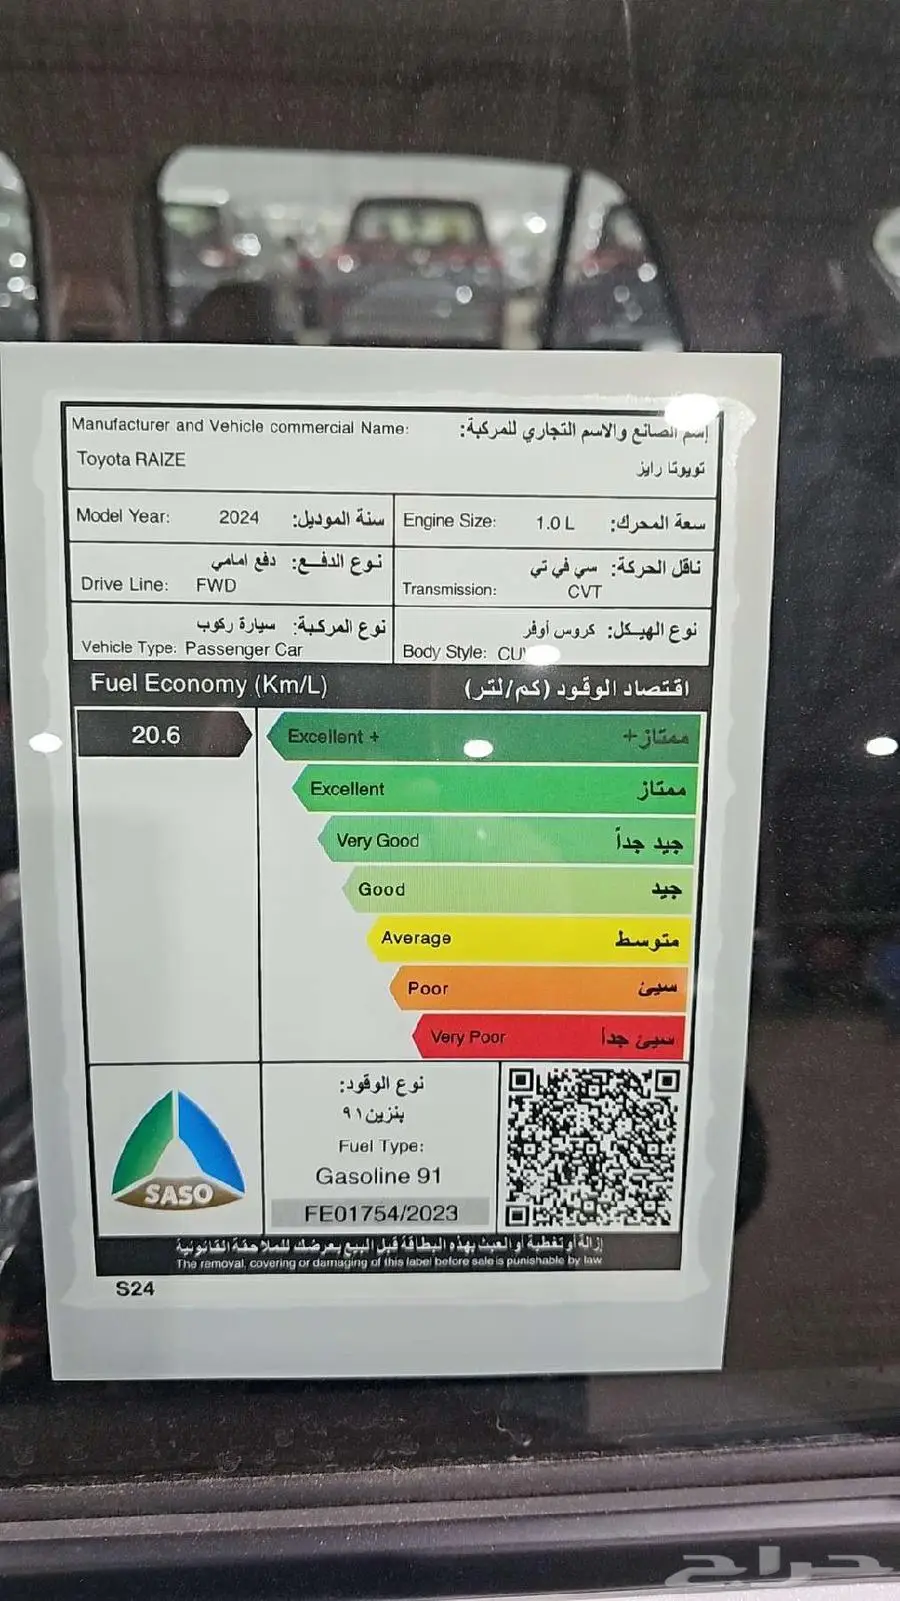 Manufacturer and Vehicle commercial Name: إسم الصانع والاسم التجاري للمركبة:
Toyota RAIZE تويوتا رايز
Model Year: 2024 سنة الموديل:
Engine Size: 1.0 L سعة المحرك:
نوع الدفع: دفع امامي
Drive Line: FWD
ناقل الحركة: سي في تي
Transmission: CVT
نوع المركبة: سيارة ركوب
Vehicle Type: Passenger Car
نوع الهيكل: كروس أوفر
Body Style:
Fuel Economy (Km/L) اقتصاد الوقود (كم/لتر)
20.6
Excellent + ممتاز+
Excellent ممتاز
Very Good جيد جداً
Good جيد
Average متوسط
Poor سيئ
Very Poor سيئ جداً
SASO
نوع الوقود:
بنزين٩١
Fuel Type:
Gasoline 91
FE01754/2023
إزالة أو تغطية و العبث بهذه البطاقة قبل البيع يعرضك للملاحقة القانونية
The removal, covering or damaging of this label before sale is punishable by law
S24
حراج